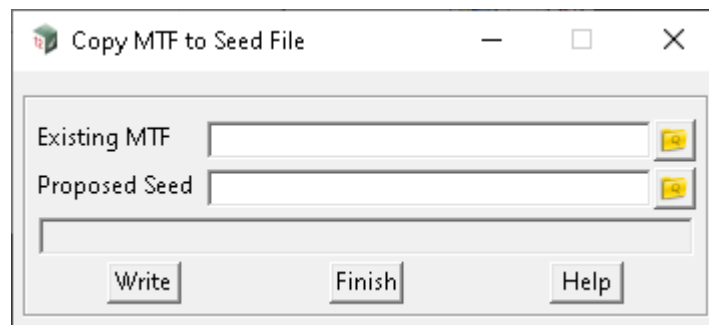 Copy MTF to Seed File
Existing MTF
Proposed Seed
Write Finish Help